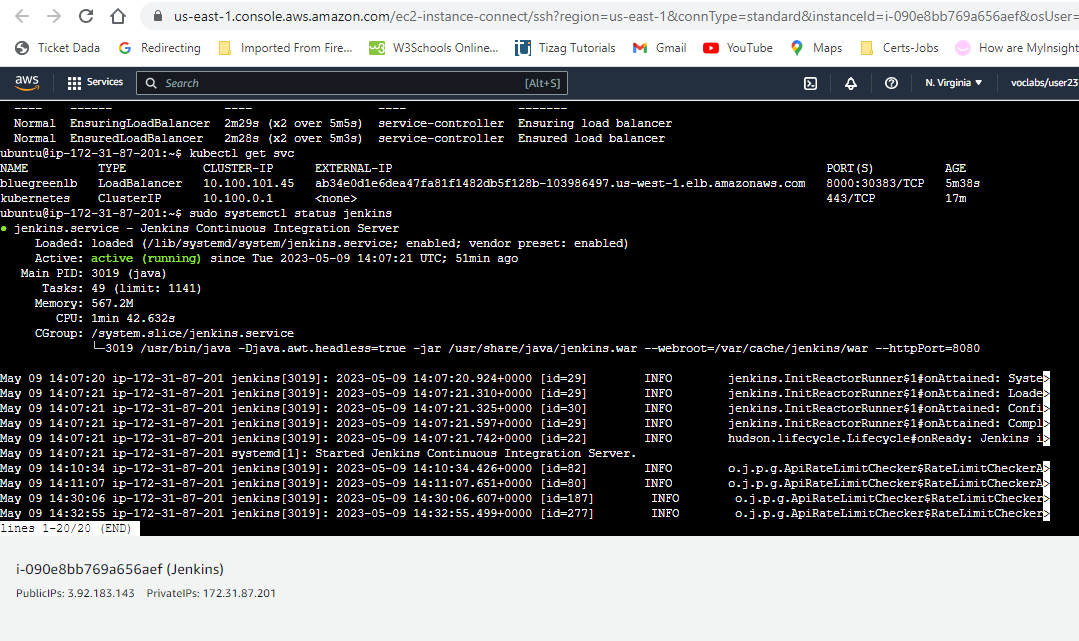 us-east-1.console.aws.amazon.com/ec2-instance-connect/ssh?region=us-east-1&connType=standard&instanceId=i-090e8bb769a656aef&osUser=
Ticket Dada Redirecting Imported From Fire... W3Schools Online... Tizag Tutorials Gmail YouTube Maps Certs-Jobs How are MyInsight
aws Services Search [Alt+S] N. Virginia voclabs/user23
---- ------ ---- ---- -------
Normal EnsuringLoadBalancer 2m29s (x2 over 5m5s) service-controller Ensuring load balancer
Normal EnsuredLoadBalancer 2m28s (x2 over 5m3s) service-controller Ensured load balancer
ubuntu@ip-172-31-87-201:~$ kubectl get svc
NAME TYPE CLUSTER-IP EXTERNAL-IP PORT(S) AGE
bluegreenlb LoadBalancer 10.100.101.45 ab34e0d1e6dea47fa81f1482db5f128b-103986497.us-west-1.elb.amazonaws.com 8000:30383/TCP 5m38s
kubernetes ClusterIP 10.100.0.1 <none> 443/TCP 17m
ubuntu@ip-172-31-87-201:~$ sudo systemctl status jenkins
● jenkins.service - Jenkins Continuous Integration Server
Loaded: loaded (/lib/systemd/system/jenkins.service; enabled; vendor preset: enabled)
Active: active (running) since Tue 2023-05-09 14:07:21 UTC; 51min ago
Main PID: 3019 (java)
Tasks: 49 (limit: 1141)
Memory: 567.2M
CPU: 1min 42.632s
CGroup: /system.slice/jenkins.service
└─3019 /usr/bin/java -Djava.awt.headless=true -jar /usr/share/java/jenkins.war --webroot=/var/cache/jenkins/war --httpPort=8080
May 09 14:07:20 ip-172-31-87-201 jenkins[3019]: 2023-05-09 14:07:20.924+0000 [id=29] INFO jenkins.InitReactorRunner$1#onAttained: Syste>
May 09 14:07:21 ip-172-31-87-201 jenkins[3019]: 2023-05-09 14:07:21.310+0000 [id=29] INFO jenkins.InitReactorRunner$1#onAttained: Loade>
May 09 14:07:21 ip-172-31-87-201 jenkins[3019]: 2023-05-09 14:07:21.325+0000 [id=30] INFO jenkins.InitReactorRunner$1#onAttained: Confi>
May 09 14:07:21 ip-172-31-87-201 jenkins[3019]: 2023-05-09 14:07:21.597+0000 [id=29] INFO jenkins.InitReactorRunner$1#onAttained: Compl>
May 09 14:07:21 ip-172-31-87-201 jenkins[3019]: 2023-05-09 14:07:21.742+0000 [id=22] INFO hudson.lifecycle.Lifecycle#onReady: Jenkins i>
May 09 14:07:21 ip-172-31-87-201 systemd[1]: Started Jenkins Continuous Integration Server.
May 09 14:10:34 ip-172-31-87-201 jenkins[3019]: 2023-05-09 14:10:34.426+0000 [id=82] INFO o.j.p.g.ApiRateLimitChecker$RateLimitCheckerA>
May 09 14:11:07 ip-172-31-87-201 jenkins[3019]: 2023-05-09 14:11:07.651+0000 [id=80] INFO o.j.p.g.ApiRateLimitChecker$RateLimitCheckerA>
May 09 14:30:06 ip-172-31-87-201 jenkins[3019]: 2023-05-09 14:30:06.607+0000 [id=187] INFO o.j.p.g.ApiRateLimitChecker$RateLimitChecker>
May 09 14:32:55 ip-172-31-87-201 jenkins[3019]: 2023-05-09 14:32:55.499+0000 [id=277] INFO o.j.p.g.ApiRateLimitChecker$RateLimitChecker>
lines 1-20/20 (END)
i-090e8bb769a656aef (Jenkins)
PublicIPs: 3.92.183.143 PrivateIPs: 172.31.87.201